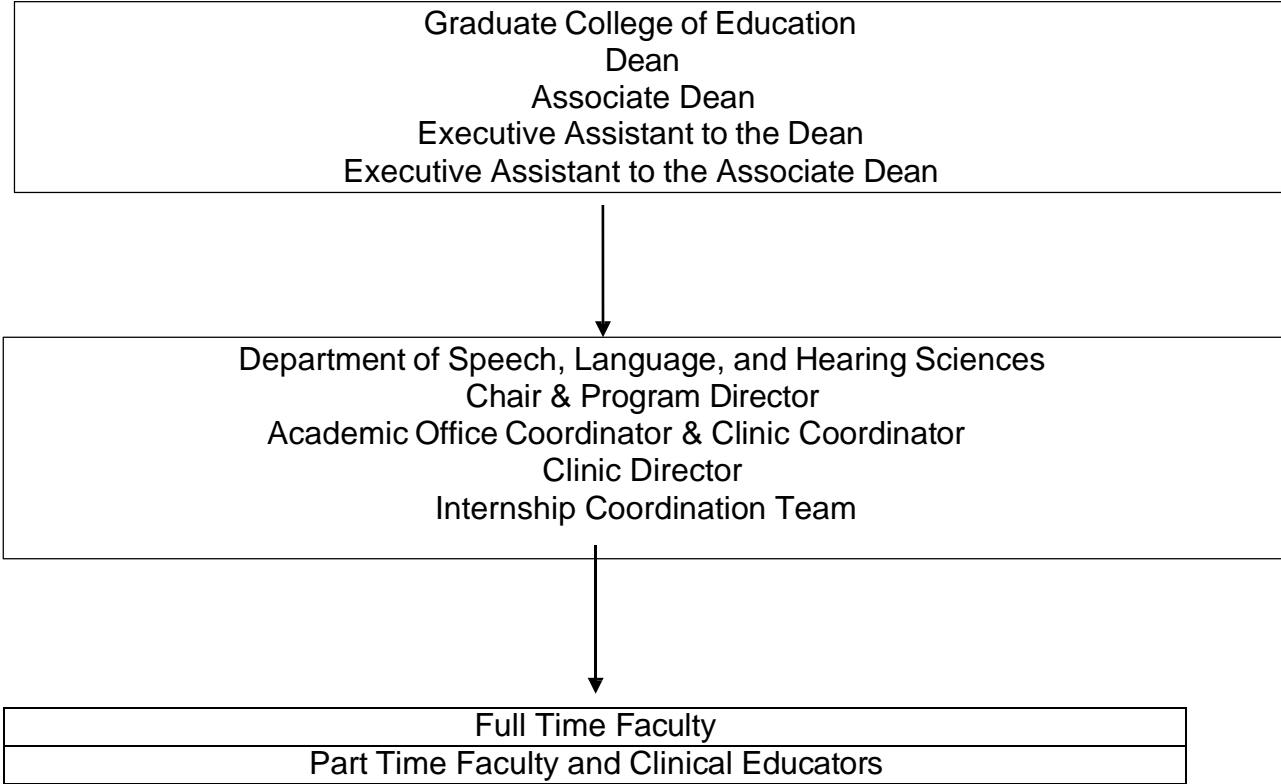 Graduate College of Education
Dean
Associate Dean
Executive Assistant to the Dean
Executive Assistant to the Associate Dean
Department of Speech, Language, and Hearing Sciences
Chair & Program Director
Academic Office Coordinator & Clinic Coordinator
Clinic Director
Internship Coordination Team
Full Time Faculty
Part Time Faculty and Clinical Educators